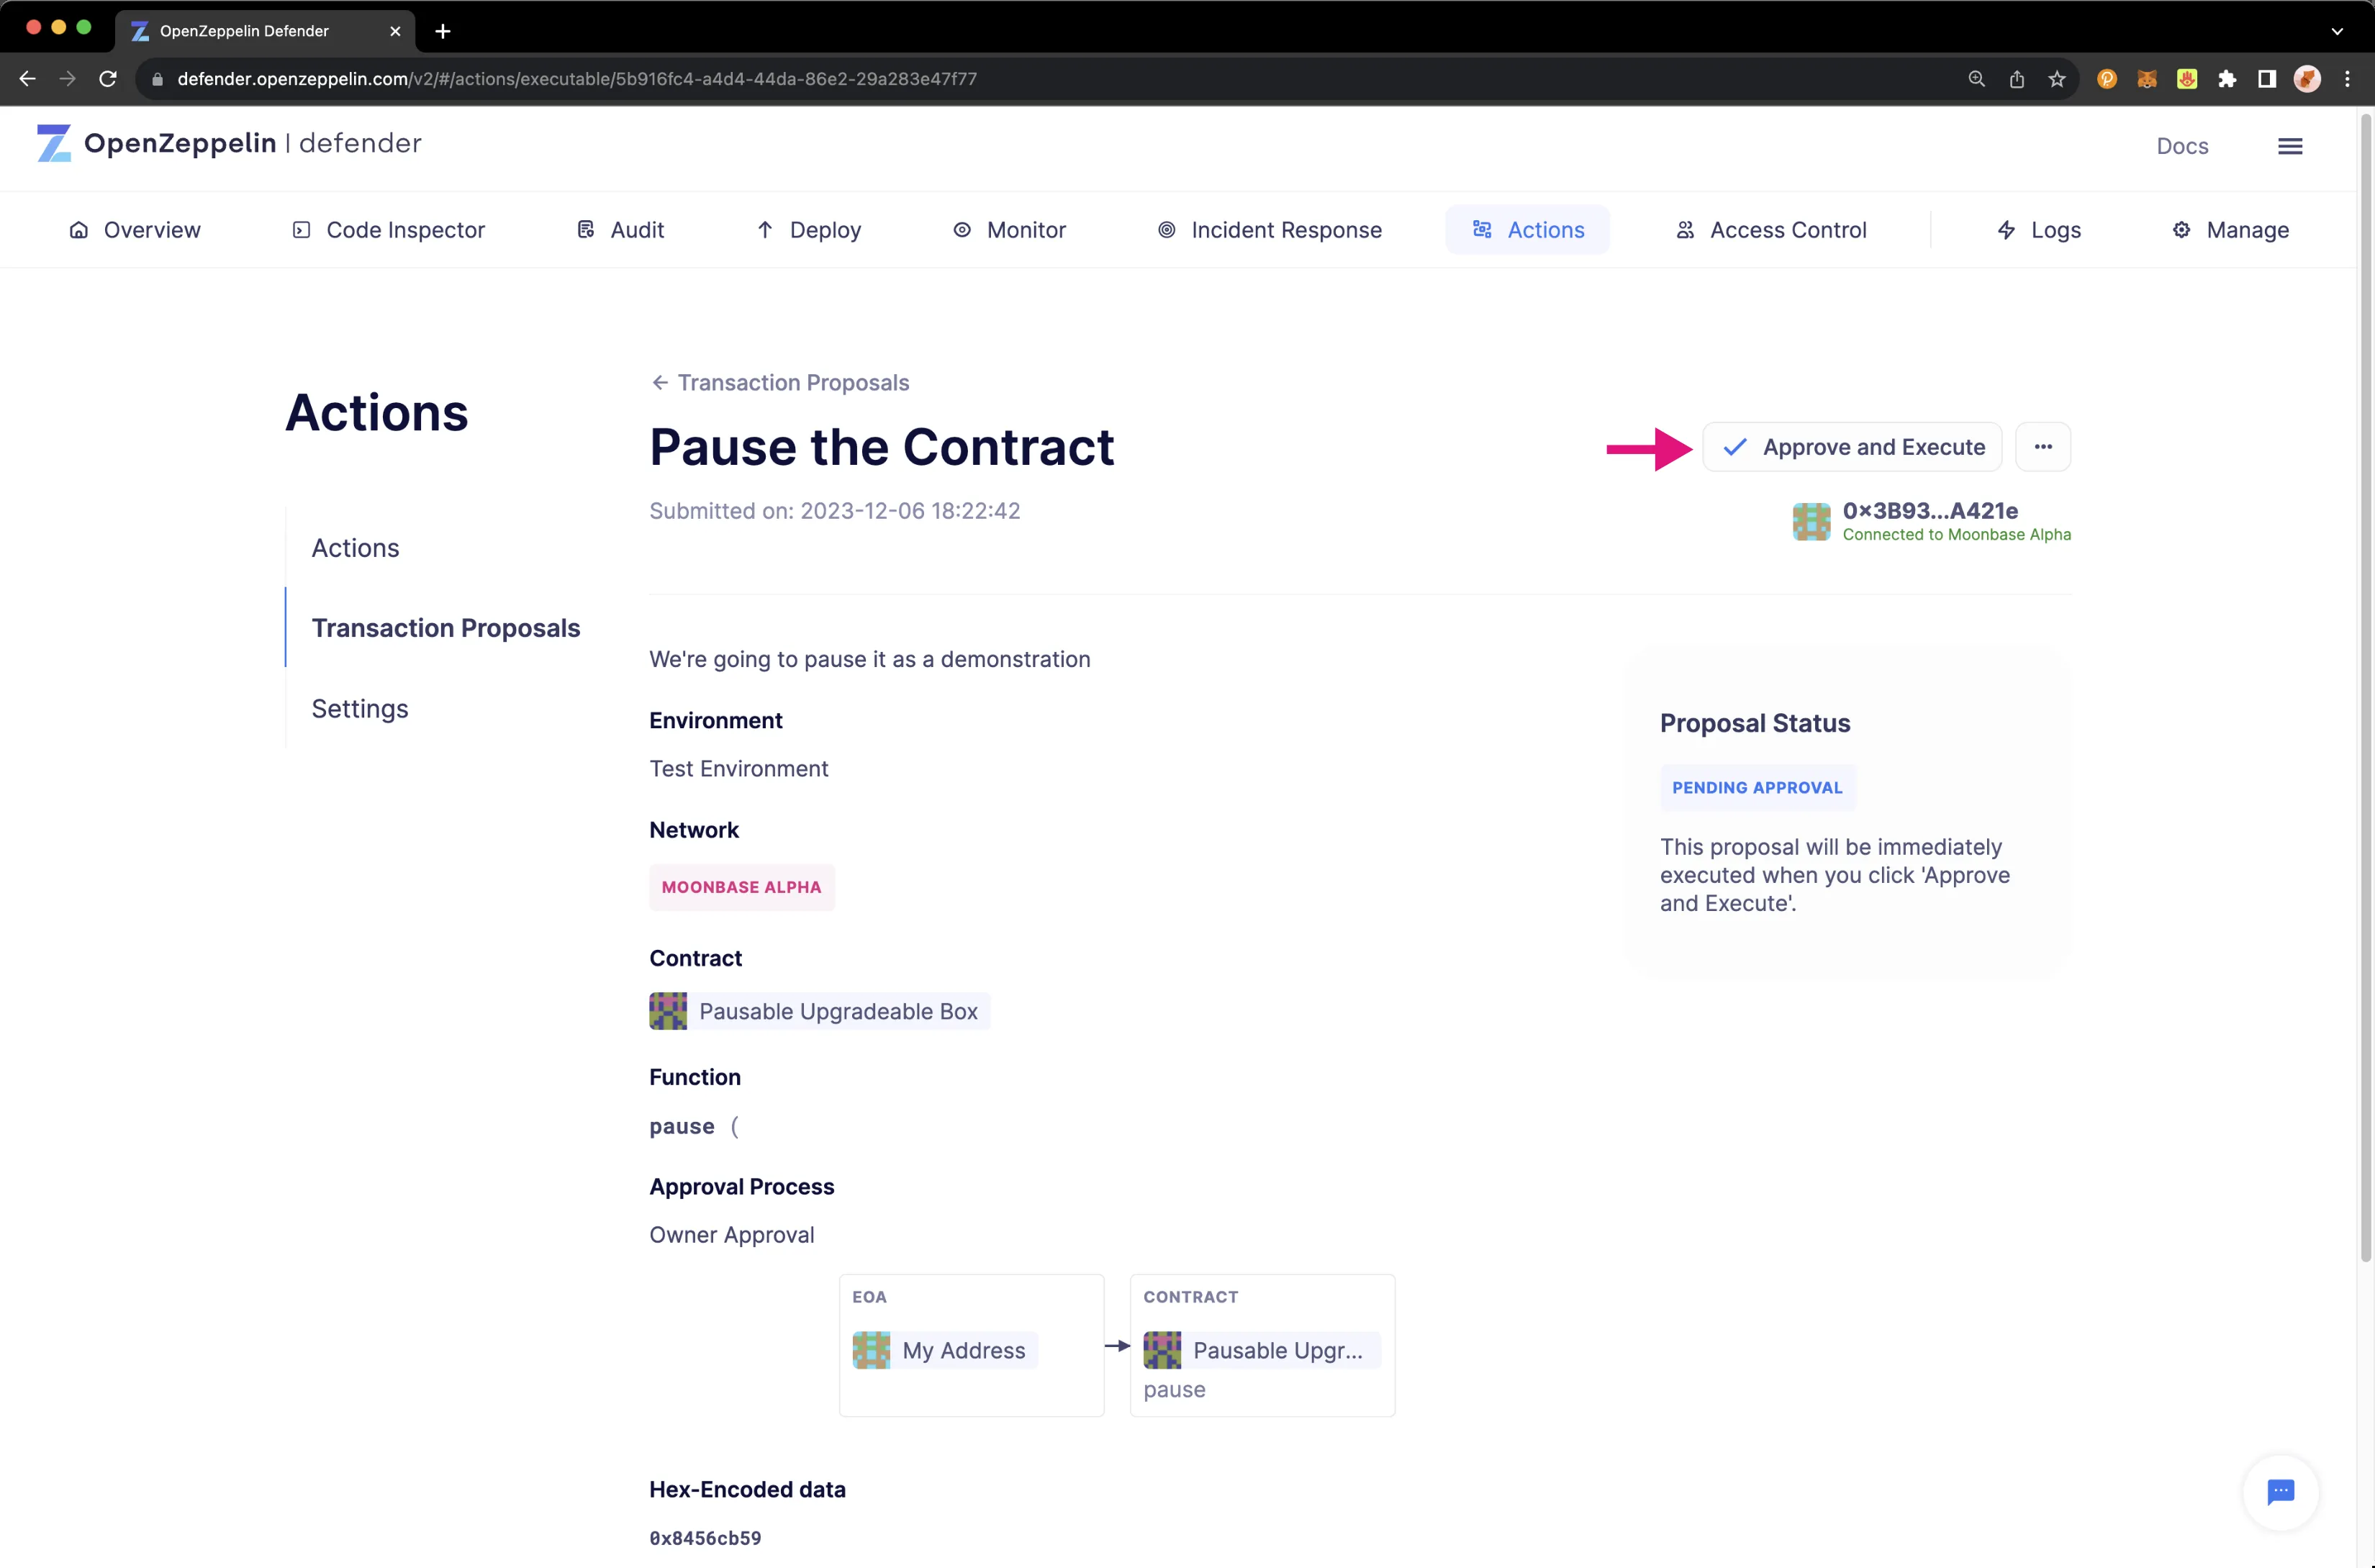 OpenZeppelin Defender
defender.openzeppelin.com/v2/#/actions/executable/5b916fc4-a4d4-44da-86e2-29a283e47f77
OpenZeppelin | defender
Docs
Overview
Code Inspector
Audit
Deploy
Monitor
Incident Response
Actions
Access Control
Logs
Manage
Actions
Actions
Transaction Proposals
Settings
Transaction Proposals
Pause the Contract
Submitted on: 2023-12-06 18:22:42
Approve and Execute
0x3B93...A421e
Connected to Moonbase Alpha
We're going to pause it as a demonstration
Environment
Test Environment
Network
MOONBASE ALPHA
Contract
Pausable Upgradeable Box
Function
pause (
Approval Process
Owner Approval
EOA
My Address
CONTRACT
Pausable Upgr...
pause
Hex-Encoded data
0x8456cb59
Proposal Status
PENDING APPROVAL
This proposal will be immediately
executed when you click 'Approve
and Execute'.